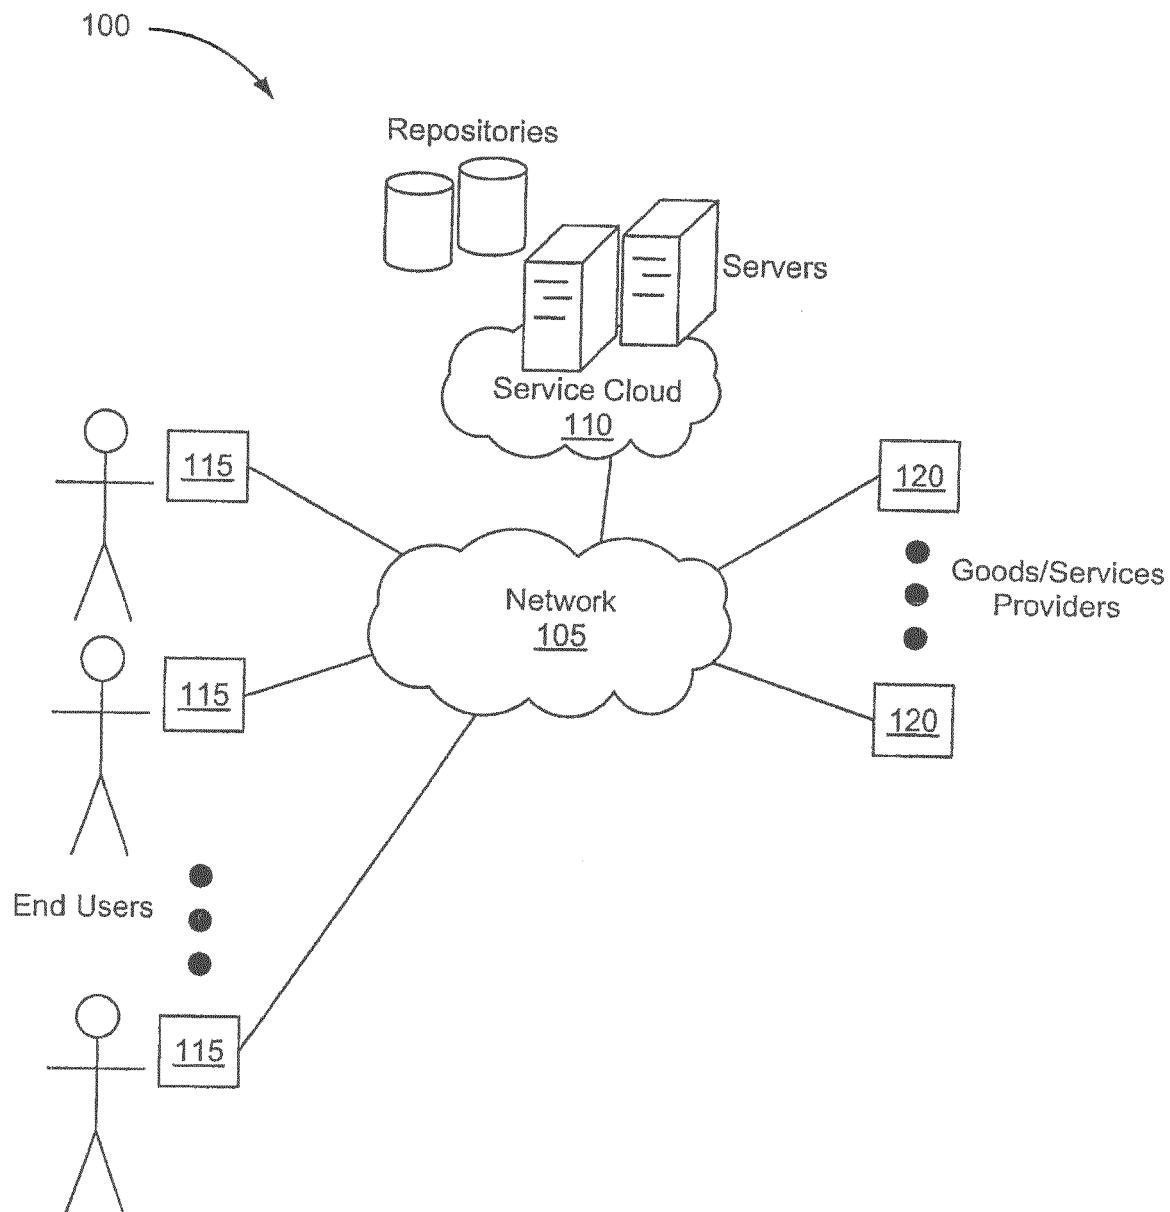 100
Repositories
Servers
Service Cloud
110
115
120
Goods/Services
Providers
Network
105
115
120
End Users
115